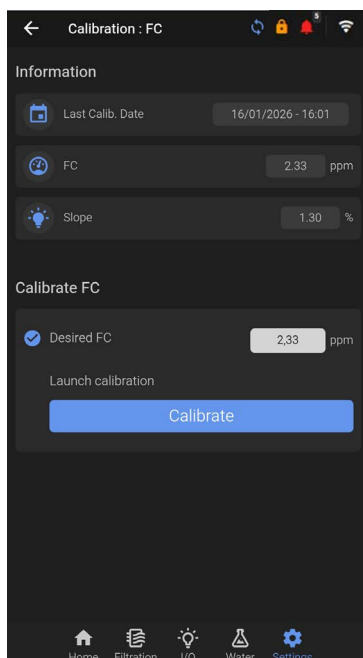 Calibration : FC
5
Information
Last Calib. Date 16/01/2026 - 16:01
FC 2.33 ppm
Slope 1.30 %
Calibrate FC
Desired FC 2,33 ppm
Launch calibration
Calibrate
Home Filtration I/O Water Settings